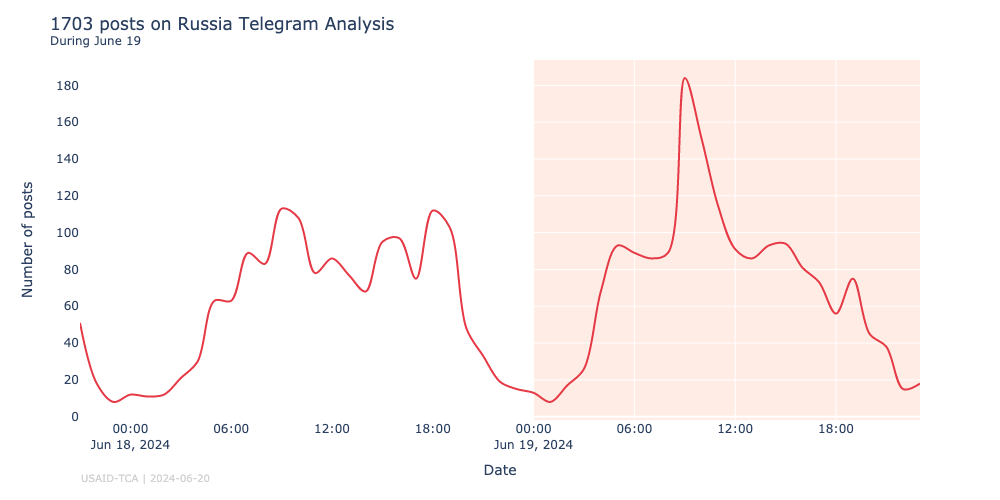 1703 posts on Russia Telegram Analysis
During June 19
Number of posts
180
160
140
120
100
80
60
40
20
0
00:00 06:00 12:00 18:00 00:00 06:00 12:00 18:00
Jun 18, 2024 Jun 19, 2024
Date
USAID-TCA | 2024-06-20